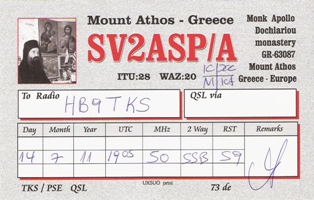 Mount Athos - Greece
SV2ASP/A
ITU:28 WAZ:20
Monk Apollo
Dochiariou
monastery
GR-63087
Mount Athos
Greece - Europe
To Radio HB9TKS
QSL via
Day Month Year UTC MHz 2 Way RST Remarks
14 7 11 1905 50 SSB 59
TKS / PSE QSL
UX5UO print
73 de